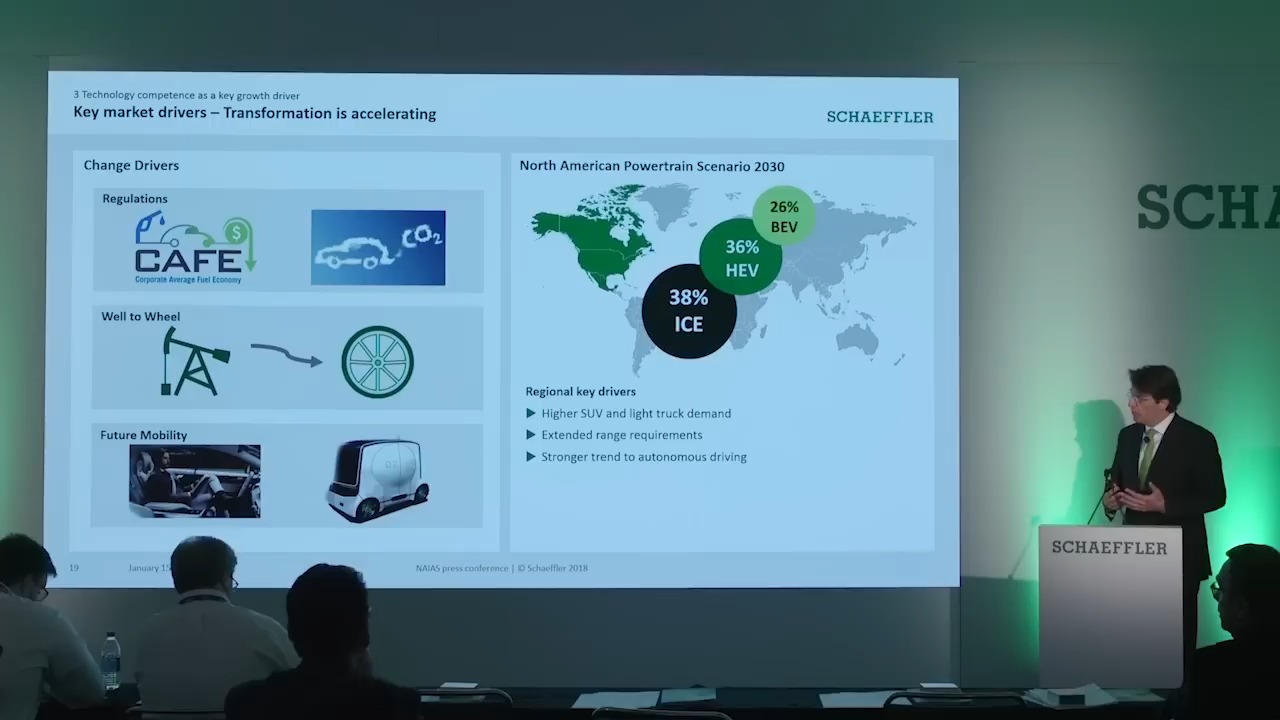 3 Technology competence as a key growth driver
Key market drivers – Transformation is accelerating
SCHAEFFLER
Change Drivers
Regulations
$
CAFE
Corporate Average Fuel Economy
CO2
Well to Wheel
Future Mobility
North American Powertrain Scenario 2030
26%
BEV
36%
HEV
38%
ICE
Regional key drivers
▶ Higher SUV and light truck demand
▶ Extended range requirements
▶ Stronger trend to autonomous driving
19
January 15
NAIAS press conference | © Schaeffler 2018
SCHA
SCHAEFFLER